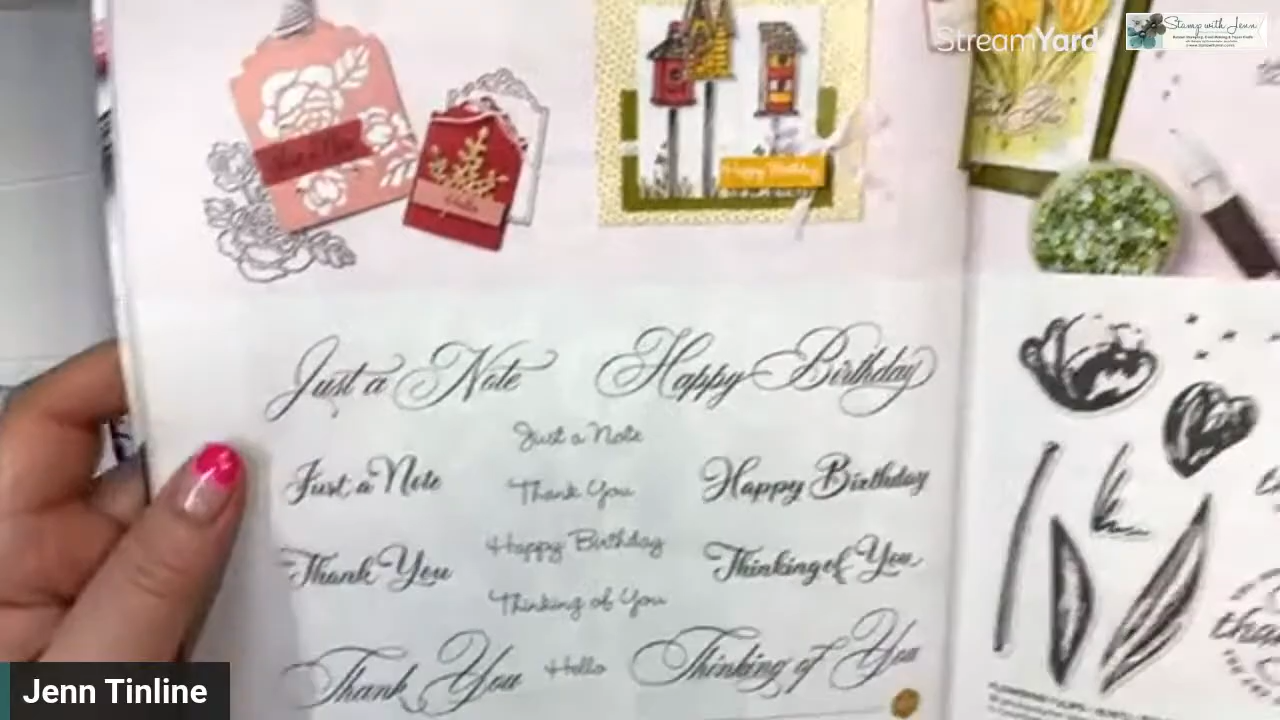 StreamYard
Stamp with Jenn
Just a Note
Happy Birthday
Just a Note
Happy Birthday
Just a Note
Thank You
Happy Birthday
Happy Birthday
Thank You
Thinking of You
Thinking of You
Thank You
Hello
Thinking of You
Jenn Tinline